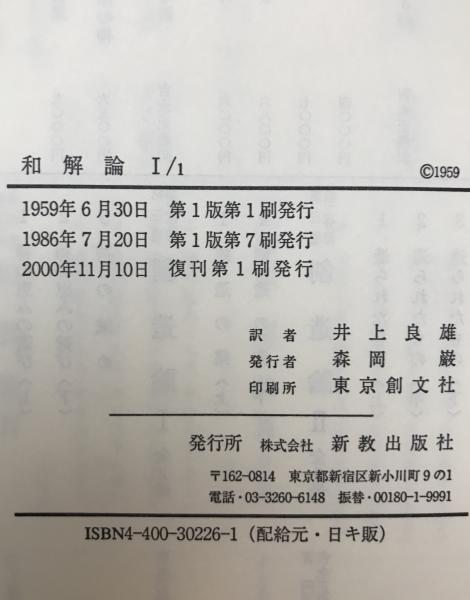 和解論 I/1
©1959
1959年6月30日 第1版第1刷発行
1986年7月20日 第1版第7刷発行
2000年11月10日 復刊第1刷発行
訳者 井上良雄
発行者 森岡巌
印刷所 東京創文社
発行所 株式会社 新教出版社
〒162-0814 東京都新宿区新小川町9の1
電話・03-3260-6148 振替・00180-1-9991
ISBN4-400-30226-1（配給元・日キ販）